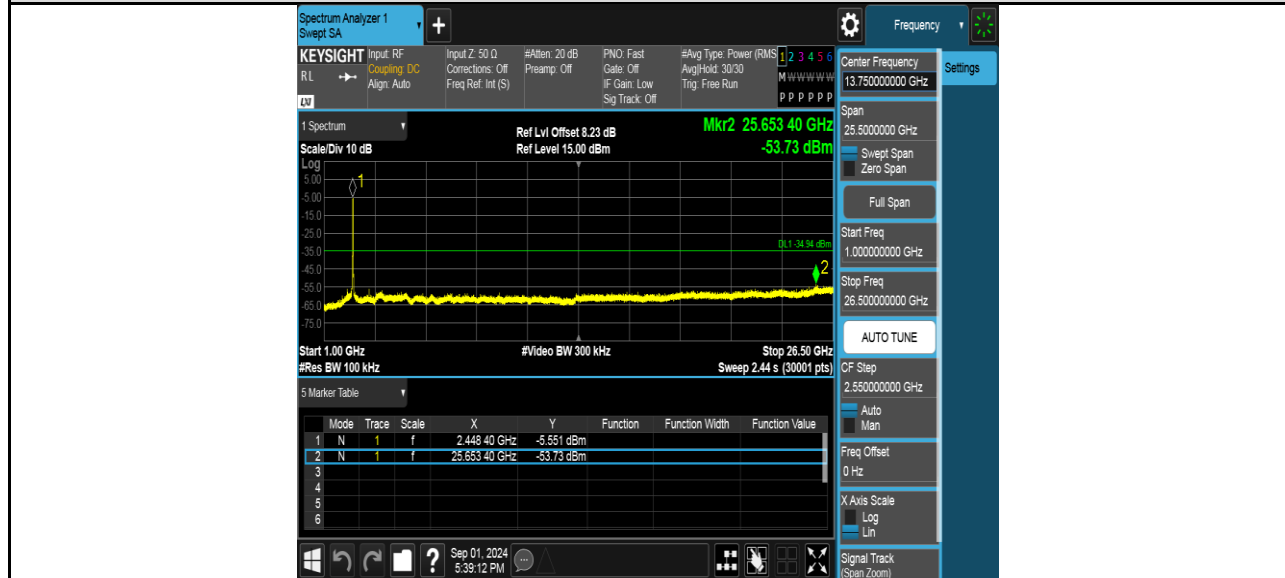 Spectrum Analyzer 1
Swept SA
+
Frequency
KEYSIGHT
RL
LXI
Input: RF
Coupling: DC
Align: Auto
Input Z: 50 Ω
Corrections: Off
Freq Ref: Int (S)
#Atten: 20 dB
Preamp: Off
PNO: Fast
Gate: Off
IF Gain: Low
Sig Track: Off
#Avg Type: Power (RMS
Avg|Hold: 30/30
Trig: Free Run
1 2 3 4 5 6
M W W W W W
P P P P P P
Settings
Center Frequency
13.750000000 GHz
Span
25.5000000 GHz
Swept Span
Zero Span
Full Span
Start Freq
1.000000000 GHz
Stop Freq
26.500000000 GHz
AUTO TUNE
CF Step
2.550000000 GHz
Auto
Man
Freq Offset
0 Hz
X Axis Scale
Log
Lin
Signal Track
(Span Zoom)
1 Spectrum
Scale/Div 10 dB
Ref Lvl Offset 8.23 dB
Ref Level 15.00 dBm
Mkr2 25.653 40 GHz
-53.73 dBm
Log
5.00
-5.00
-15.0
-25.0
-35.0
-45.0
-55.0
-65.0
-75.0
1
DL1 -34.94 dBm
2
Start 1.00 GHz
#Res BW 100 kHz
#Video BW 300 kHz
Stop 26.50 GHz
Sweep 2.44 s (30001 pts)
5 Marker Table
Mode Trace Scale X Y Function Function Width Function Value
1 N 1 f 2.448 40 GHz -5.551 dBm
2 N 1 f 25.653 40 GHz -53.73 dBm
3
4
5
6
?
Sep 01, 2024
5:39:12 PM